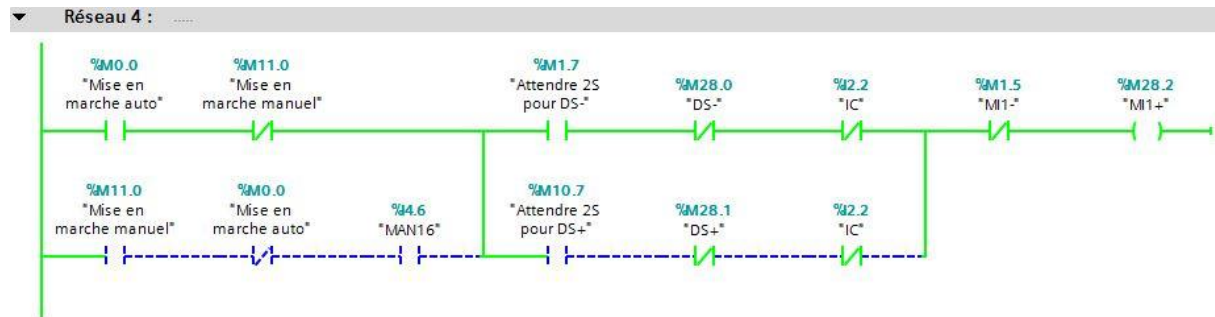 Réseau 4 : .....
%M0.0
"Mise en
marche auto"
%M11.0
"Mise en
marche manuel"
%M1.7
"Attendre 2S
pour DS-"
%M28.0
"DS-"
%I2.2
"IC"
%M1.5
"MI1-"
%M28.2
"MI1+"
%M11.0
"Mise en
marche manuel"
%M0.0
"Mise en
marche auto"
%I4.6
"MAN16"
%M10.7
"Attendre 2S
pour DS+"
%M28.1
"DS+"
%I2.2
"IC"